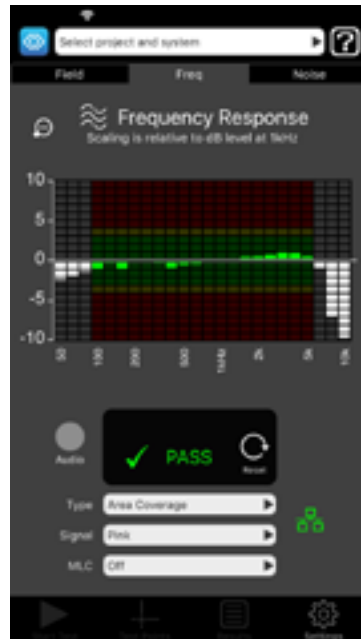 Select project and system
?
Field Freq Noise
Frequency Response
Scaling is relative to dB level at 1kHz
10
5
0
-5
-10
50 100 200 500 1kHz 2k 5k 10k
Audio
PASS
Reset
Type Area Coverage
Signal Pink
MLC Off